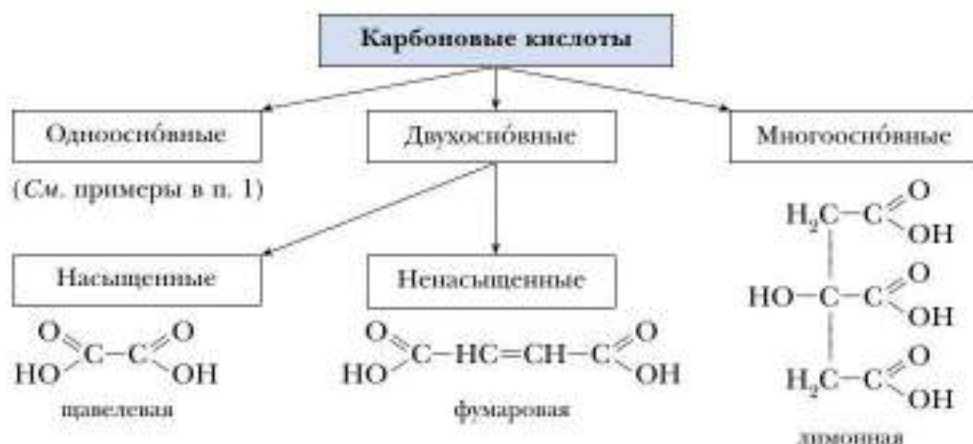 Карбоновые кислоты
Одноосно́вные
Двухосно́вные
Многоосно́вные
(См. примеры в п. 1)
Насыщенные
Ненасыщенные
O O
C—C
HO OH
щавелевая
O O
C—HC=CH—C
HO OH
фумаровая
O
H₂C—C
OH
O
HO—C—C
OH
O
H₂C—C
OH
лимонная